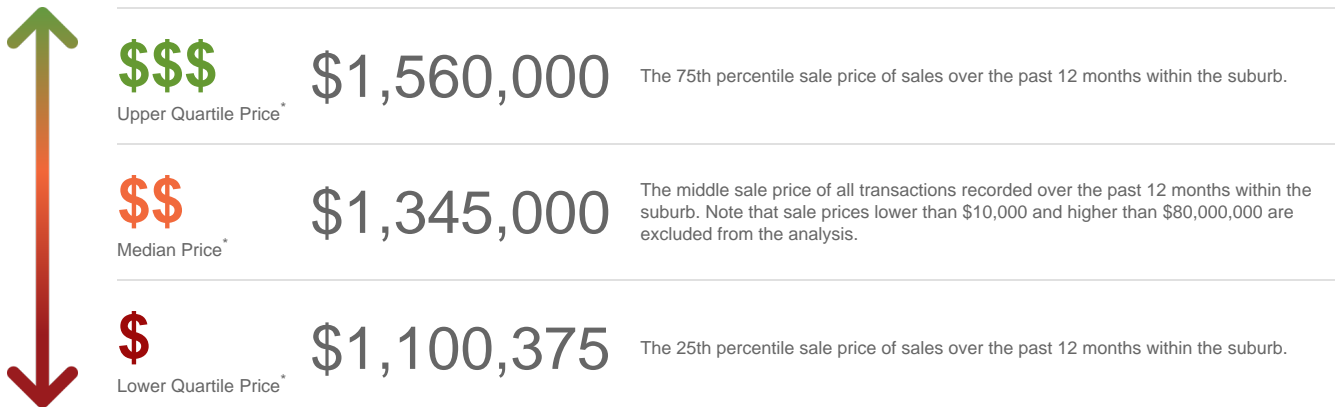 $$$
Upper Quartile Price*
$1,560,000
The 75th percentile sale price of sales over the past 12 months within the suburb.
$$
Median Price*
$1,345,000
The middle sale price of all transactions recorded over the past 12 months within the
suburb. Note that sale prices lower than $10,000 and higher than $80,000,000 are
excluded from the analysis.
$
Lower Quartile Price*
$1,100,375
The 25th percentile sale price of sales over the past 12 months within the suburb.